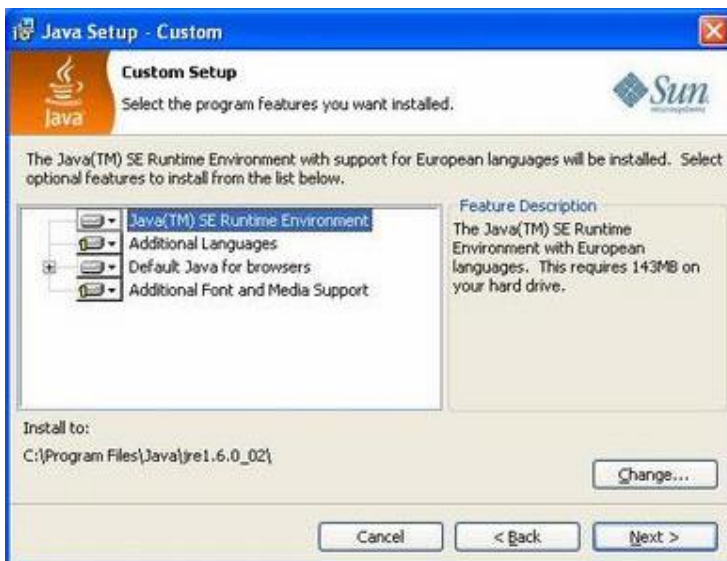 Java Setup - Custom
Custom Setup
Select the program features you want installed.
Java
Sun
microsystems
The Java(TM) SE Runtime Environment with support for European languages will be installed. Select
optional features to install from the list below.
Java(TM) SE Runtime Environment
Additional Languages
Default Java for browsers
Additional Font and Media Support
Feature Description
The Java(TM) SE Runtime
Environment with European
languages. This requires 143MB on
your hard drive.
Install to:
C:\Program Files\Java\jre1.6.0_02\
Change...
Cancel
< Back
Next >